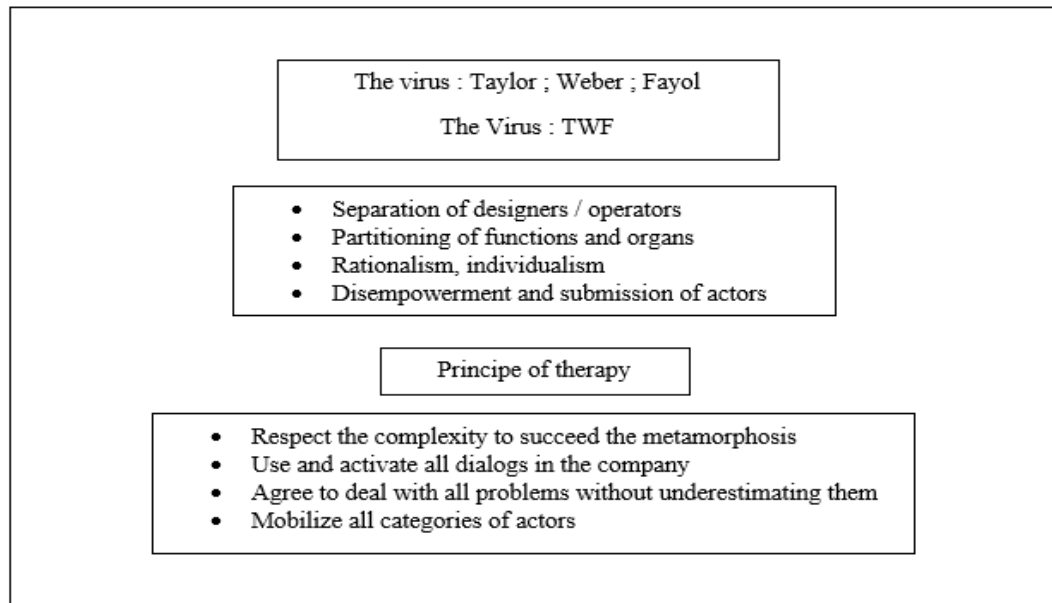 The virus : Taylor ; Weber ; Fayol
The Virus : TWF
• Separation of designers / operators
• Partitioning of functions and organs
• Rationalism, individualism
• Disempowerment and submission of actors
Principe of therapy
• Respect the complexity to succeed the metamorphosis
• Use and activate all dialogs in the company
• Agree to deal with all problems without underestimating them
• Mobilize all categories of actors